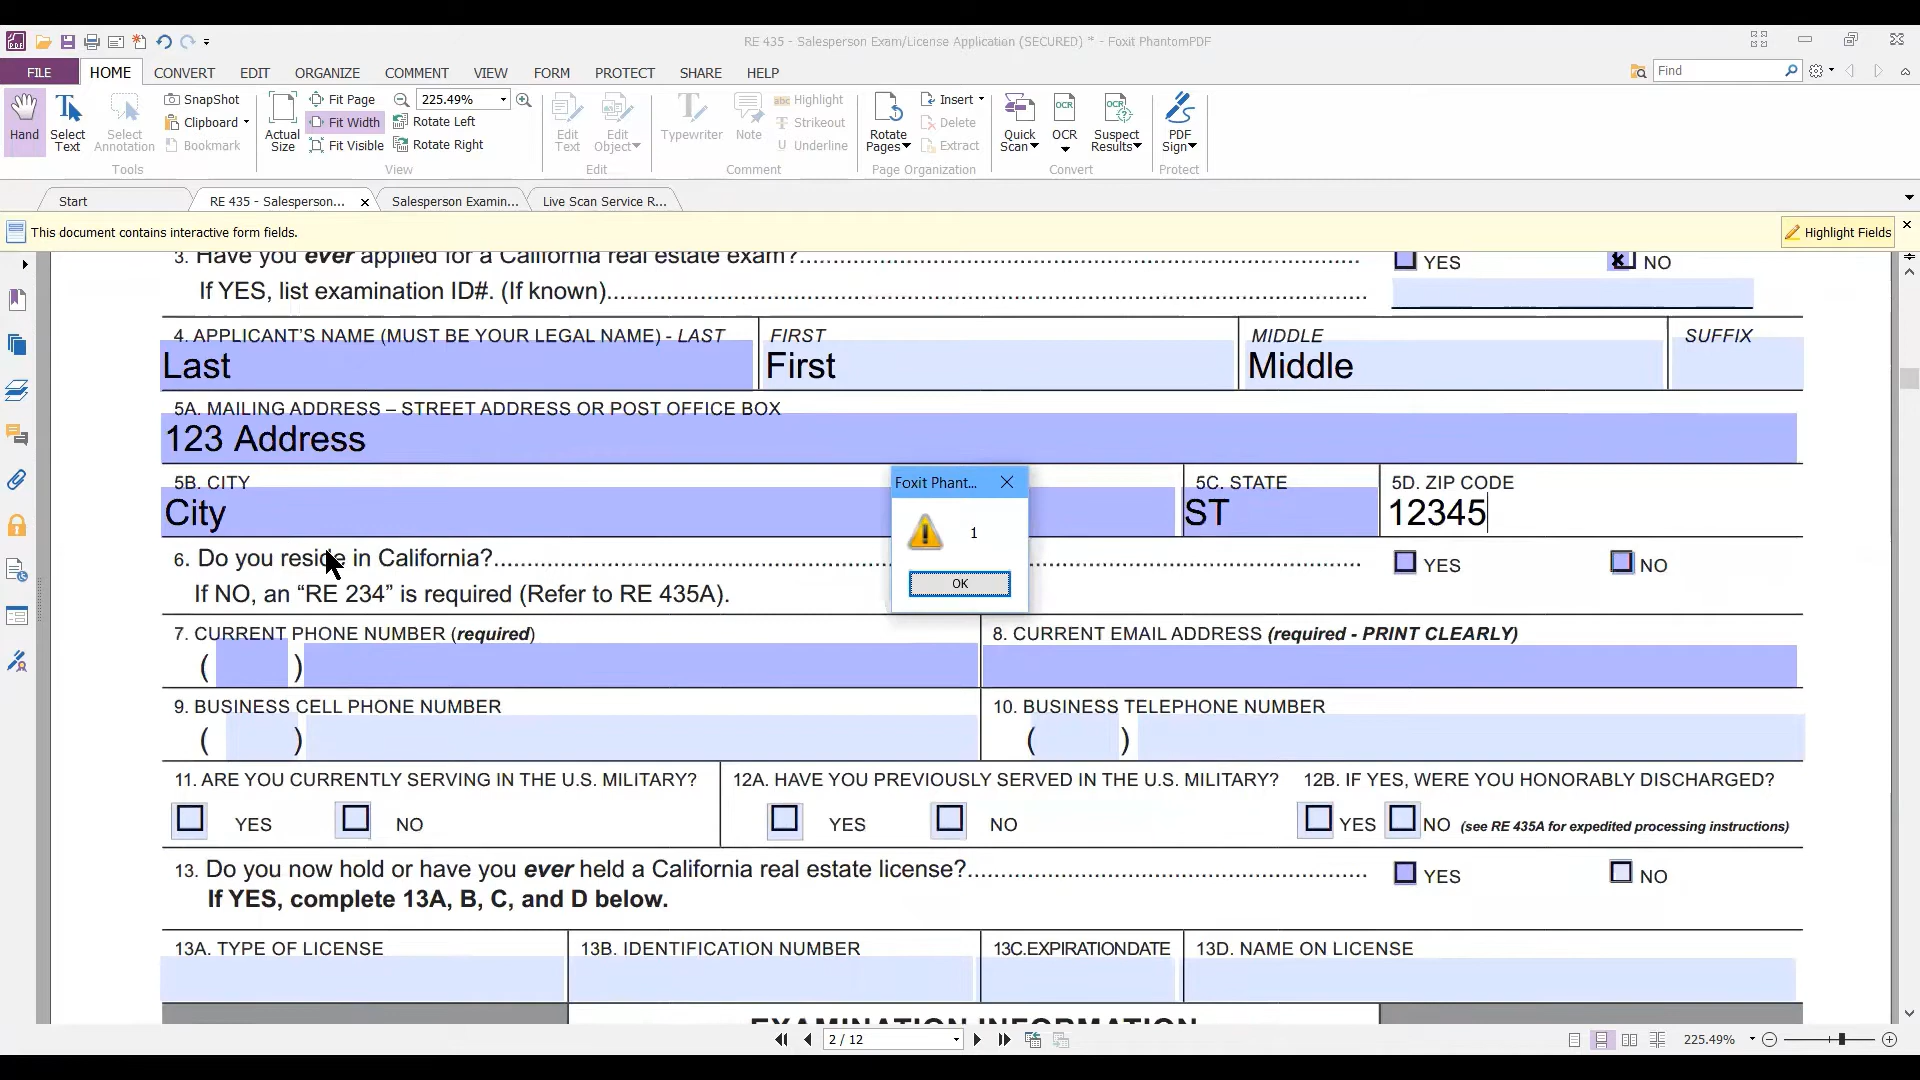 RE 435 - Salesperson Exam/License Application (SECURED) * - Foxit PhantomPDF
FILE HOME CONVERT EDIT ORGANIZE COMMENT VIEW FORM PROTECT SHARE HELP Find
Hand
Select Text
Select Annotation
SnapShot
Clipboard
Bookmark
Tools
Actual Size
Fit Page
Fit Width
Fit Visible
225.49%
Rotate Left
Rotate Right
View
Edit Text
Edit Object
Edit
Typewriter
Note
Highlight
Strikeout
Underline
Comment
Rotate Pages
Insert
Delete
Extract
Page Organization
Quick Scan
OCR
Suspect Results
Convert
PDF Sign
Protect
Start RE 435 - Salesperson... x Salesperson Examin... Live Scan Service R...
This document contains interactive form fields. Highlight Fields
3. Have you ever applied for a California real estate exam? YES NO
If YES, list examination ID#. (If known)
4. APPLICANT'S NAME (MUST BE YOUR LEGAL NAME) - LAST FIRST MIDDLE SUFFIX
Last First Middle
5A. MAILING ADDRESS – STREET ADDRESS OR POST OFFICE BOX
123 Address
5B. CITY 5C. STATE 5D. ZIP CODE
City ST 12345
Foxit Phant...
1
OK
6. Do you reside in California? YES NO
If NO, an “RE 234” is required (Refer to RE 435A).
7. CURRENT PHONE NUMBER (required) 8. CURRENT EMAIL ADDRESS (required - PRINT CLEARLY)
( )
9. BUSINESS CELL PHONE NUMBER 10. BUSINESS TELEPHONE NUMBER
( ) ( )
11. ARE YOU CURRENTLY SERVING IN THE U.S. MILITARY? 12A. HAVE YOU PREVIOUSLY SERVED IN THE U.S. MILITARY? 12B. IF YES, WERE YOU HONORABLY DISCHARGED?
YES NO YES NO YES NO (see RE 435A for expedited processing instructions)
13. Do you now hold or have you ever held a California real estate license? YES NO
If YES, complete 13A, B, C, and D below.
13A. TYPE OF LICENSE 13B. IDENTIFICATION NUMBER 13C.EXPIRATIONDATE 13D. NAME ON LICENSE
EXAMINATION INFORMATION
2 / 12 225.49%